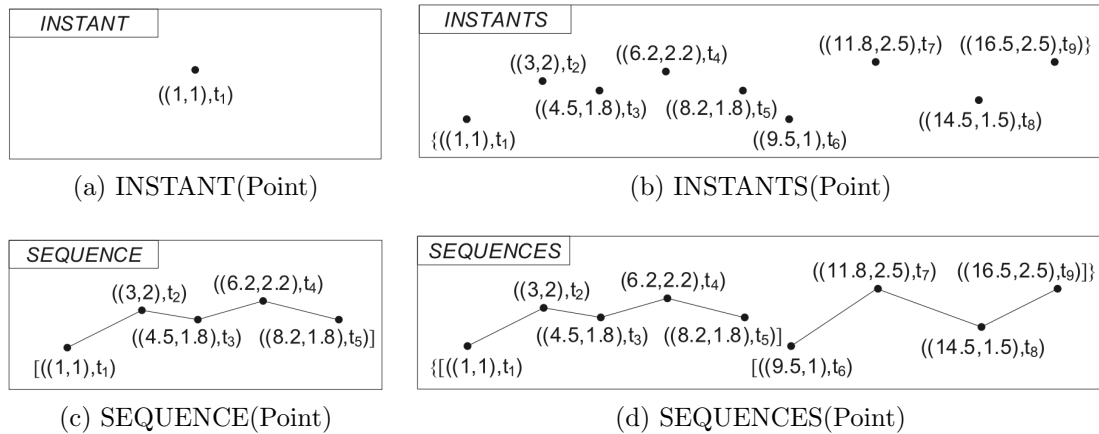 INSTANT
((1,1),t₁)
(a) INSTANT(Point)
INSTANTS
((6.2,2.2),t₄)
((11.8,2.5),t₇)
((16.5,2.5),t₉)}
((3,2),t₂)
((4.5,1.8),t₃)
((8.2,1.8),t₅)
((14.5,1.5),t₈)
{((1,1),t₁)
((9.5,1),t₆)
(b) INSTANTS(Point)
SEQUENCE
((6.2,2.2),t₄)
((3,2),t₂)
((4.5,1.8),t₃)
((8.2,1.8),t₅)]
[((1,1),t₁)
(c) SEQUENCE(Point)
SEQUENCES
(6.2,2.2),t₄)
((11.8,2.5),t₇)
((16.5,2.5),t₉)]}
((3,2),t₂)
((4.5,1.8),t₃)
((8.2,1.8),t₅)]
((14.5,1.5),t₈)
{[((1,1),t₁)
[((9.5,1),t₆)
(d) SEQUENCES(Point)